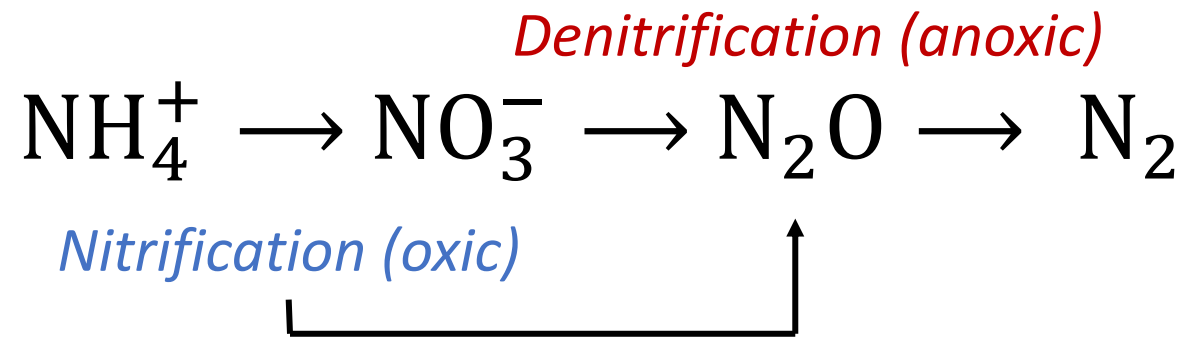 Denitrification (anoxic)
NH₄⁺ ⟶ NO₃⁻ ⟶ N₂O ⟶ N₂
Nitrification (oxic)